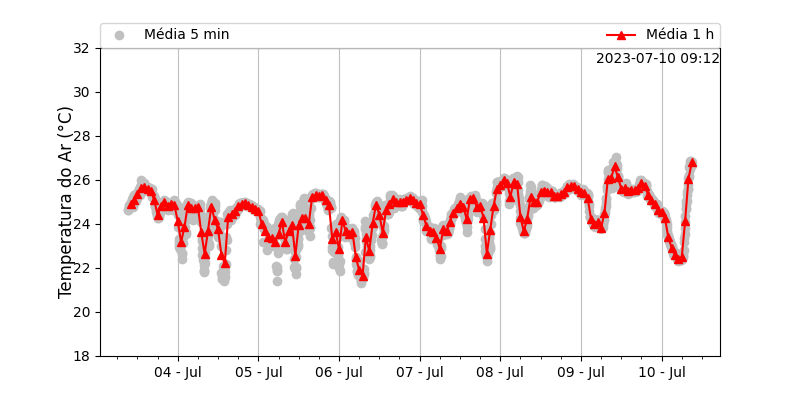 Média 5 min
Média 1 h
2023-07-10 09:12
Temperatura do Ar (°C)
32
30
28
26
24
22
20
18
04 - Jul
05 - Jul
06 - Jul
07 - Jul
08 - Jul
09 - Jul
10 - Jul